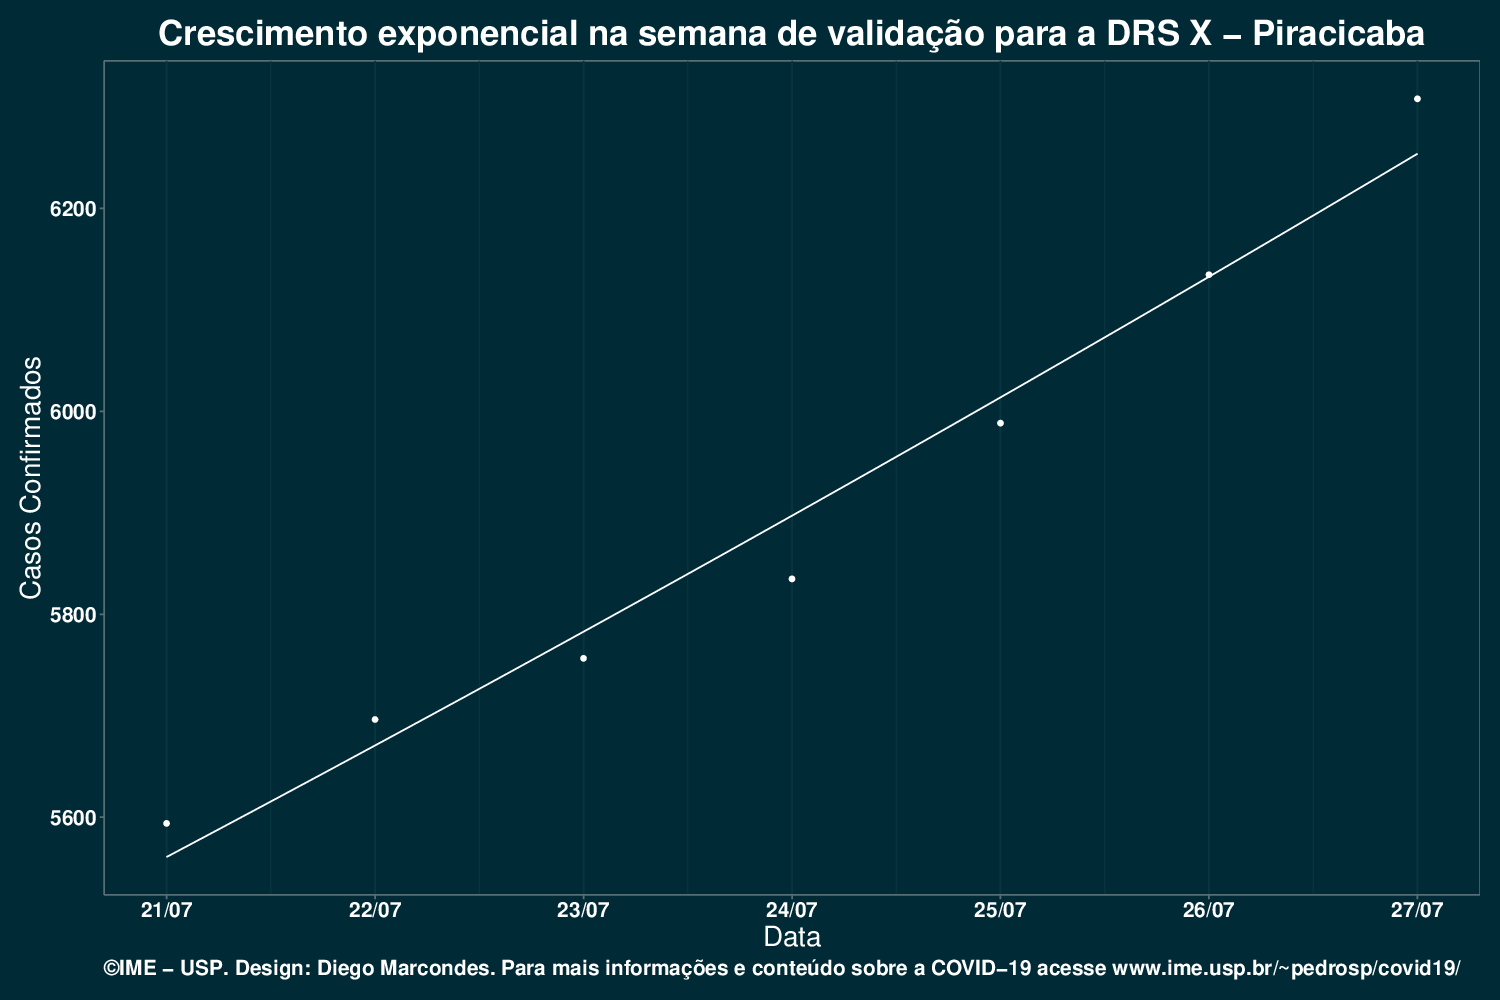 Crescimento exponencial na semana de validação para a DRS X – Piracicaba
Casos Confirmados
6200
6000
5800
5600
21/07 22/07 23/07 24/07 25/07 26/07 27/07
Data
©IME – USP. Design: Diego Marcondes. Para mais informações e conteúdo sobre a COVID–19 acesse www.ime.usp.br/~pedrosp/covid19/